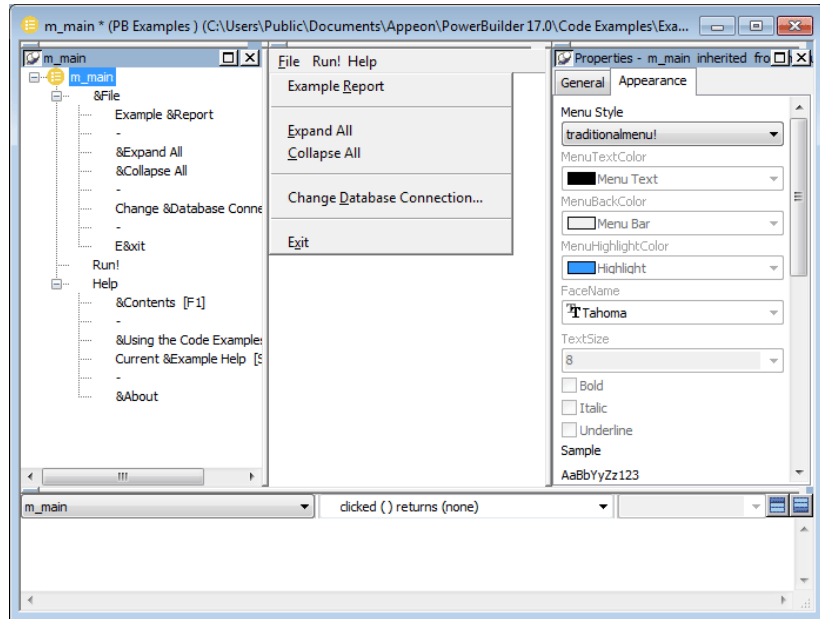 m_main * (PB Examples ) (C:\Users\Public\Documents\Appeon\PowerBuilder 17.0\Code Examples\Exa...
m_main
m_main
&File
Example &Report
-
&Expand All
&Collapse All
-
Change &Database Conne
-
E&xit
Run!
Help
&Contents [F1]
-
&Using the Code Examples
Current &Example Help [S
-
&About
File Run! Help
Example Report
Expand All
Collapse All
Change Database Connection...
Exit
Properties - m_main inherited fro
General Appearance
Menu Style
traditionalmenu!
MenuTextColor
Menu Text
MenuBackColor
Menu Bar
MenuHighlightColor
Highlight
FaceName
Tahoma
TextSize
8
Bold
Italic
Underline
Sample
AaBbYyZz123
m_main clicked ( ) returns (none)